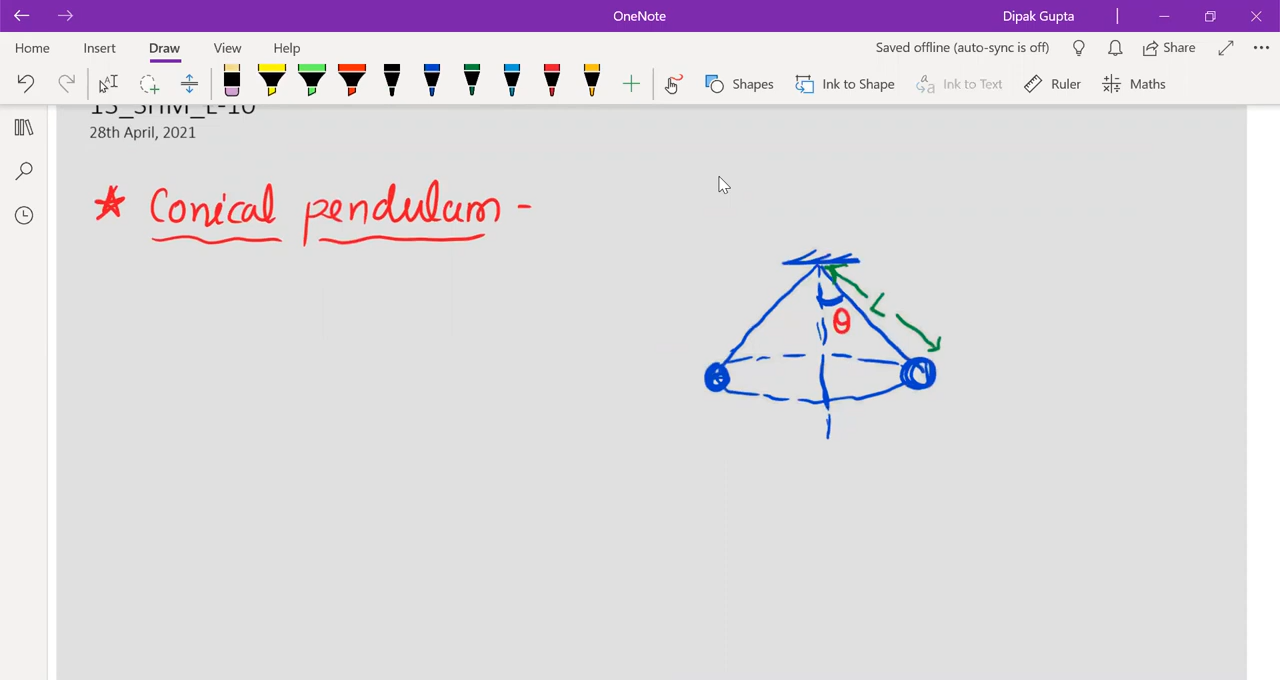 OneNote
Dipak Gupta
Home Insert Draw View Help
Saved offline (auto-sync is off)
Share
Shapes
Ink to Shape
Ink to Text
Ruler
Maths
28th April, 2021
* Conical pendulum -
L
θ